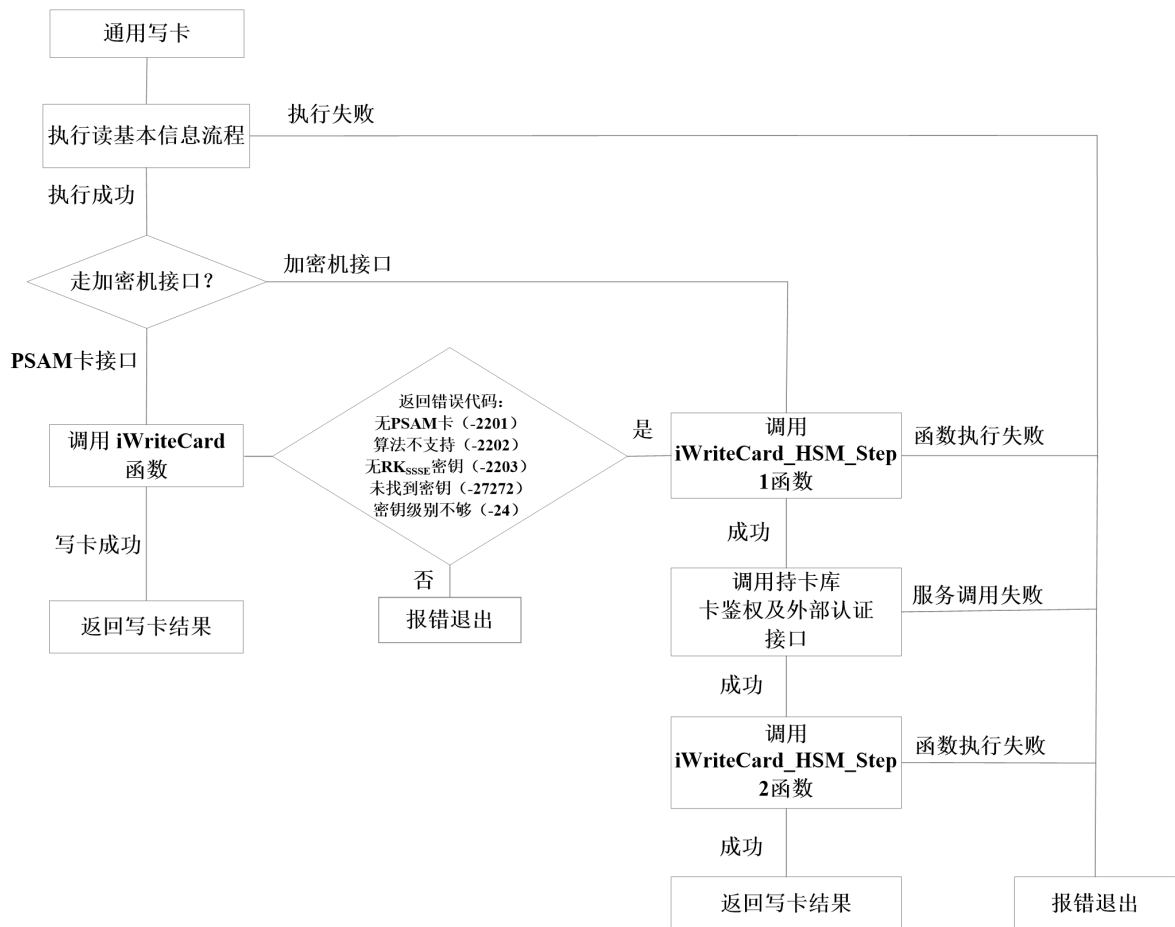 通用写卡
执行读基本信息流程
执行失败
执行成功
走加密机接口？
加密机接口
PSAM卡接口
调用 iWriteCard
函数
返回错误代码：
无PSAM卡（-2201）
算法不支持（-2202）
无RKSSSE密钥（-2203）
未找到密钥（-27272）
密钥级别不够（-24）
是
调用
iWriteCard_HSM_Step
1函数
函数执行失败
写卡成功
否
成功
返回写卡结果
报错退出
调用持卡库
卡鉴权及外部认证
接口
服务调用失败
成功
调用
iWriteCard_HSM_Step
2函数
函数执行失败
成功
返回写卡结果
报错退出